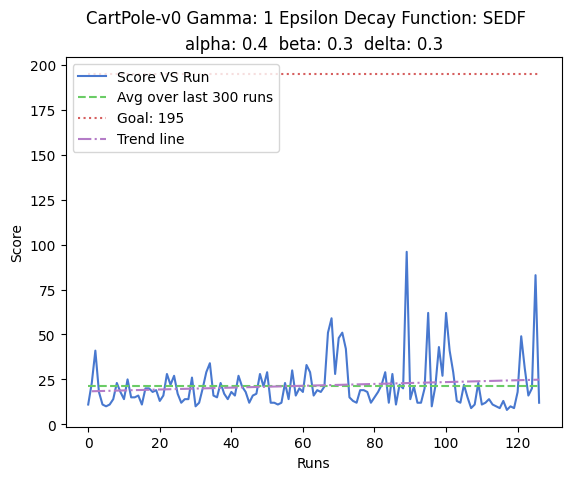 CartPole-v0 Gamma: 1 Epsilon Decay Function: SEDF
alpha: 0.4 beta: 0.3 delta: 0.3
Score VS Run
Avg over last 300 runs
Goal: 195
Trend line
200
175
150
125
100
75
50
25
0
Score
0 20 40 60 80 100 120
Runs